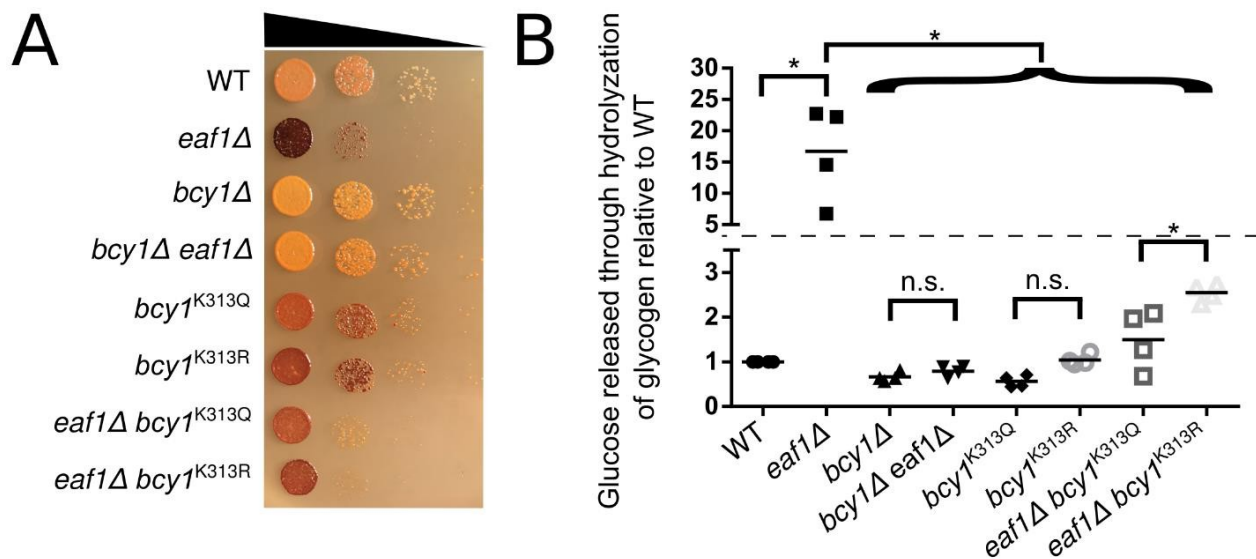 A
WT
eaf1Δ
bcy1Δ
bcy1Δ eaf1Δ
bcy1K313Q
bcy1K313R
eaf1Δ bcy1K313Q
eaf1Δ bcy1K313R
B
Glucose released through hydrolyzation
of glycogen relative to WT
30
25
20
15
10
5
3
2
1
0
*
*
*
n.s.
n.s.
WT
eaf1Δ
bcy1Δ
bcy1Δ eaf1Δ
bcy1K313Q
bcy1K313R
eaf1Δ bcy1K313Q
eaf1Δ bcy1K313R